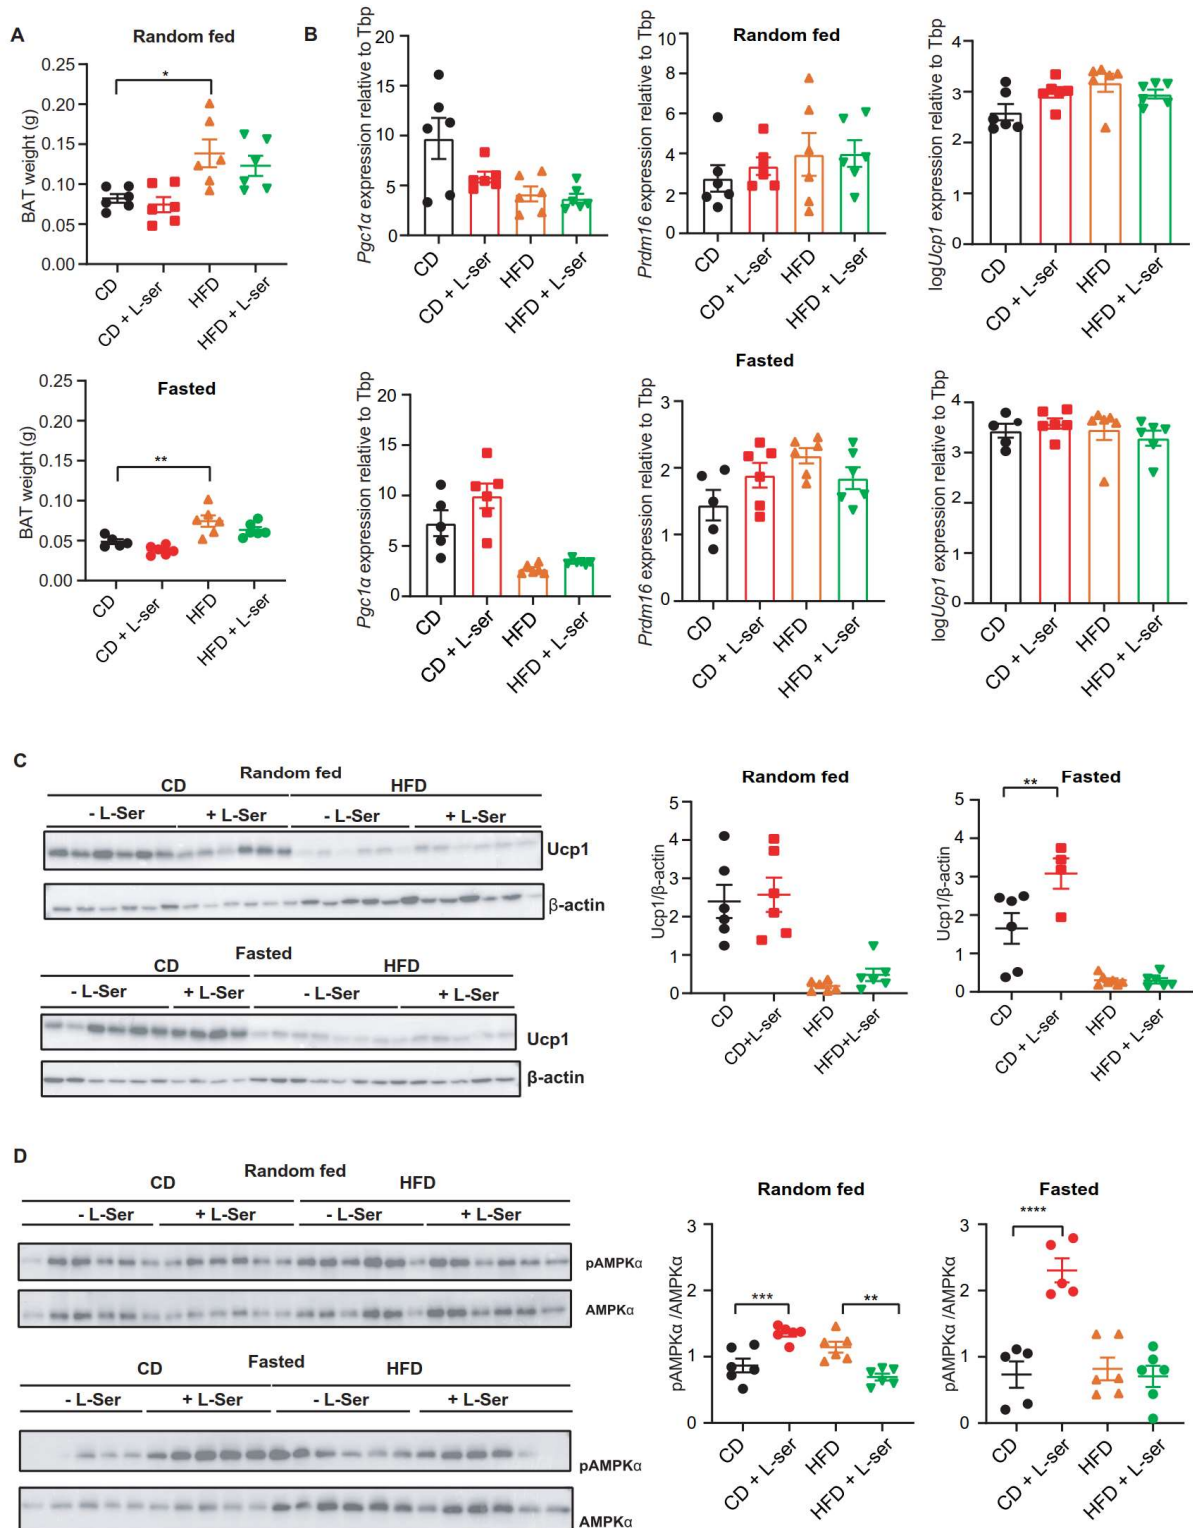 A
Random fed
BAT weight (g)
0.25
0.20
0.15
0.10
0.05
0.00
*
CD
CD + L-ser
HFD
HFD + L-ser
B
Pgc1α expression relative to Tbp
20
15
10
5
0
CD
CD + L-ser
HFD
HFD + L-ser
Random fed
Prdm16 expression relative to Tbp
10
8
6
4
2
0
CD
CD + L-ser
HFD
HFD + L-ser
logUcp1 expression relative to Tbp
4
3
2
1
0
CD
CD + L-ser
HFD
HFD + L-ser
Fasted
BAT weight (g)
0.25
0.20
0.15
0.10
0.05
0.00
**
CD
CD + L-ser
HFD
HFD + L-ser
Pgc1α expression relative to Tbp
20
15
10
5
0
CD
CD + L-ser
HFD
HFD + L-ser
Fasted
Prdm16 expression relative to Tbp
3
2
1
0
CD
CD + L-ser
HFD
HFD + L-ser
logUcp1 expression relative to Tbp
4
3
2
1
0
CD
CD + L-ser
HFD
HFD + L-ser
C
Random fed
CD HFD
- L-Ser + L-Ser - L-Ser + L-Ser
Ucp1
β-actin
Fasted
CD HFD
- L-Ser + L-Ser - L-Ser + L-Ser
Ucp1
β-actin
Random fed
Ucp1/β-actin
5
4
3
2
1
0
CD
CD+L-ser
HFD
HFD+L-ser
Fasted
**
Ucp1/β-actin
5
4
3
2
1
0
CD
CD + L-ser
HFD
HFD + L-ser
D
Random fed
CD HFD
- L-Ser + L-Ser - L-Ser + L-Ser
pAMPKα
AMPKα
Fasted
CD HFD
- L-Ser + L-Ser - L-Ser + L-Ser
pAMPKα
AMPKα
Random fed
pAMPKα /AMPKα
3
2
1
0
***
**
CD
CD + L-ser
HFD
HFD + L-ser
Fasted
****
pAMPKα /AMPKα
3
2
1
0
CD
CD + L-ser
HFD
HFD + L-ser